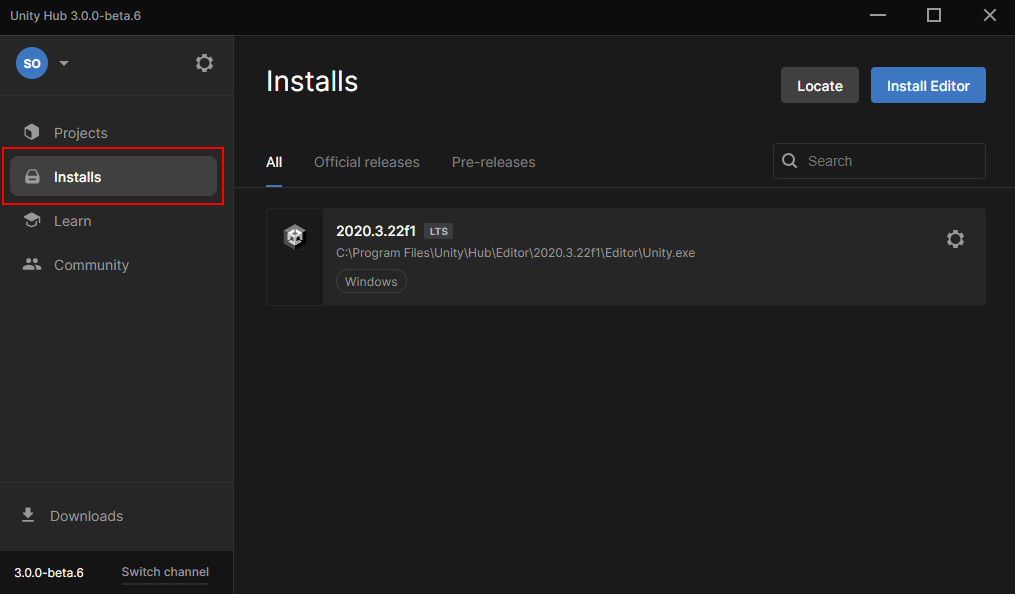 Unity Hub 3.0.0-beta.6
SO
Projects
Installs
Learn
Community
Downloads
3.0.0-beta.6 Switch channel
Installs
Locate Install Editor
All Official releases Pre-releases Search
2020.3.22f1 LTS
C:\Program Files\Unity\Hub\Editor\2020.3.22f1\Editor\Unity.exe
Windows